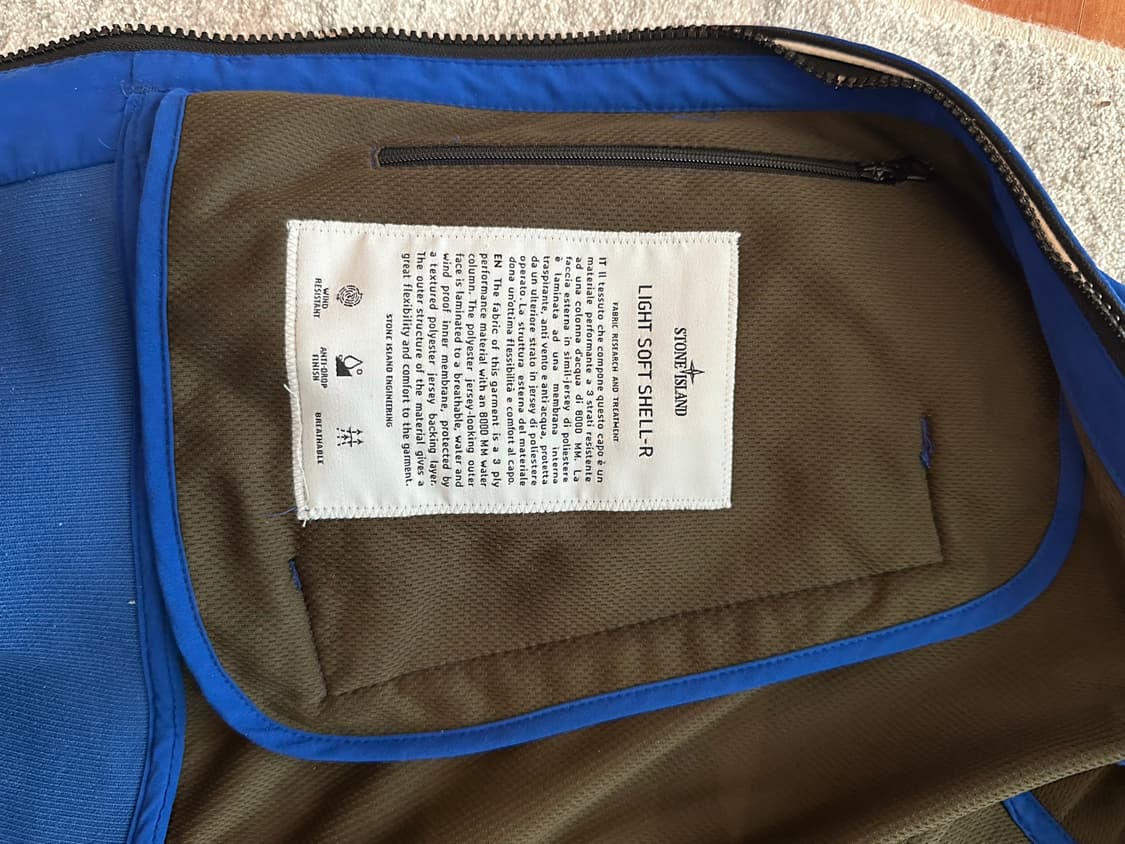 STONE ISLAND
LIGHT SOFT SHELL-R
FABRIC RESEARCH AND TREATMENT
IT Il tessuto che compone questo capo è un
materiale performante a 3 strati resistente
ad una colonna d'acqua di 8000 MM. La
faccia esterna in simil-jersey di poliestere
è laminata ad una membrana interna
traspirante, anti vento e anti acqua, protetta
da un ulteriore strato in jersey di poliestere
operato. La struttura esterna del materiale
dona un'ottima flessibilità e comfort al capo.
EN The fabric of this garment is a 3 ply
performance material with an 8000 MM water
column. The polyester jersey-looking outer
face is laminated to a breathable, water and
wind proof inner membrane, protected by
a textured polyester jersey backing layer.
The outer structure of the material gives a
great flexibility and comfort to the garment.
STONE ISLAND ENGINEERING
WIND
RESISTANT
ANTI-DROP
FINISH
BREATHABLE